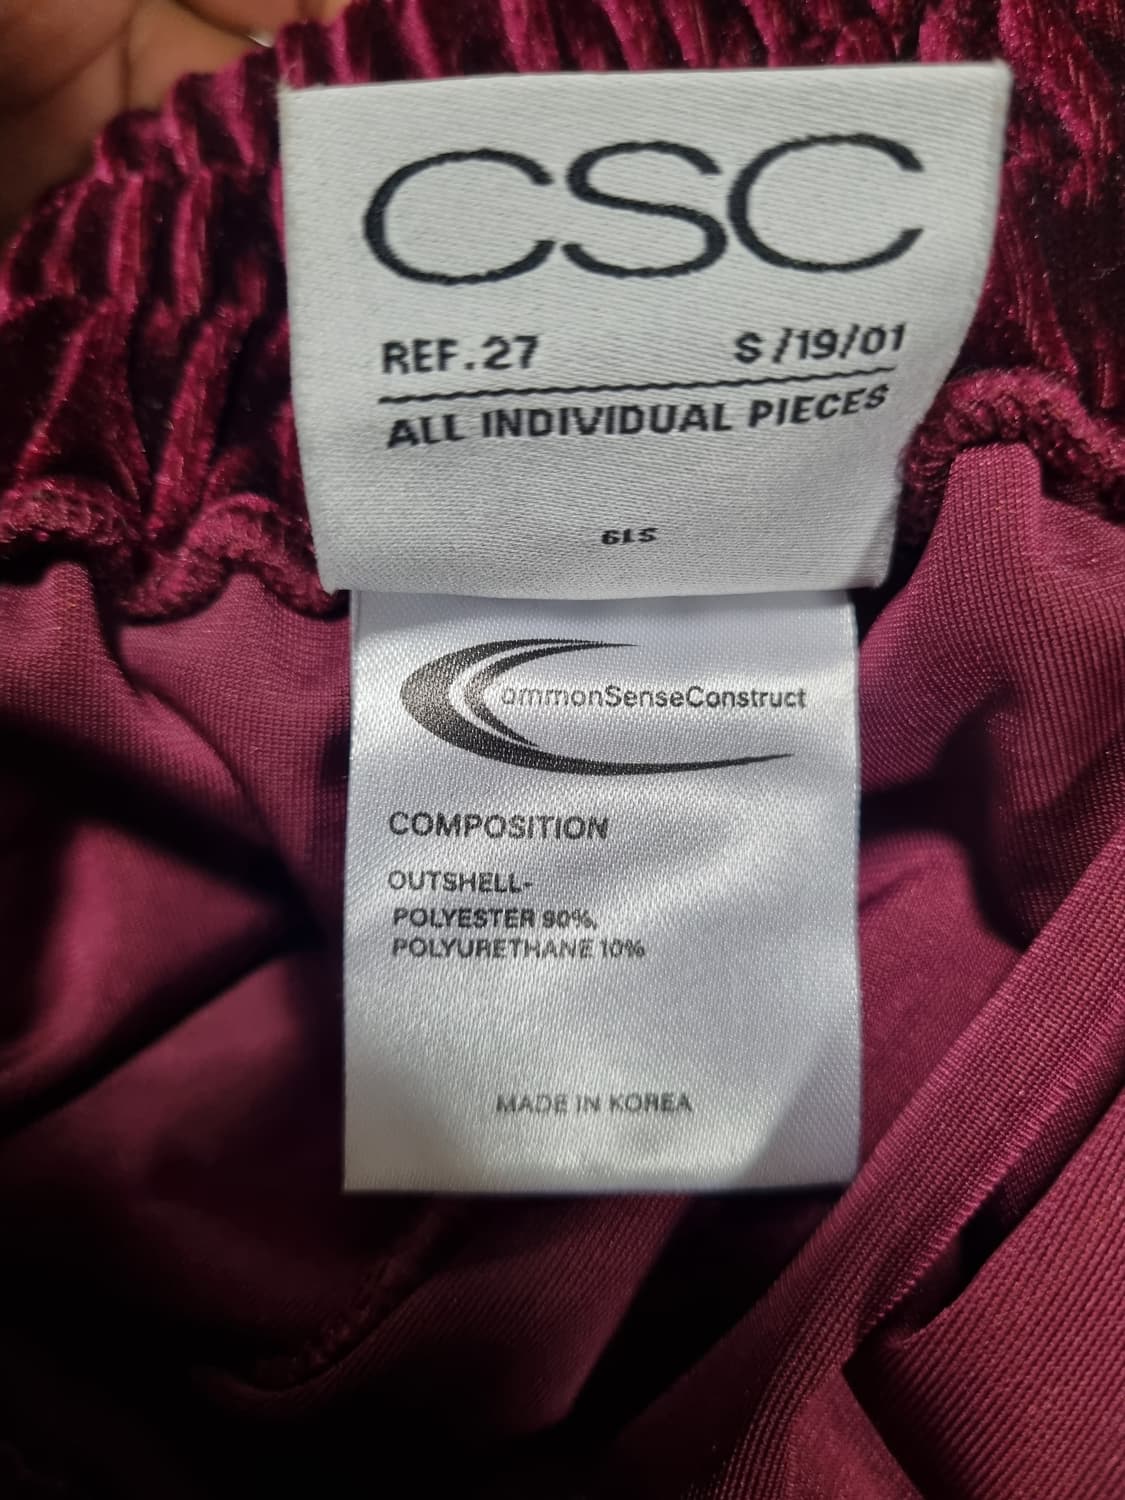 CSC
REF.27 S/19/01
ALL INDIVIDUAL PIECES
S19
CommonSenseConstruct
COMPOSITION
OUTSHELL-
POLYESTER 90%,
POLYURETHANE 10%
MADE IN KOREA